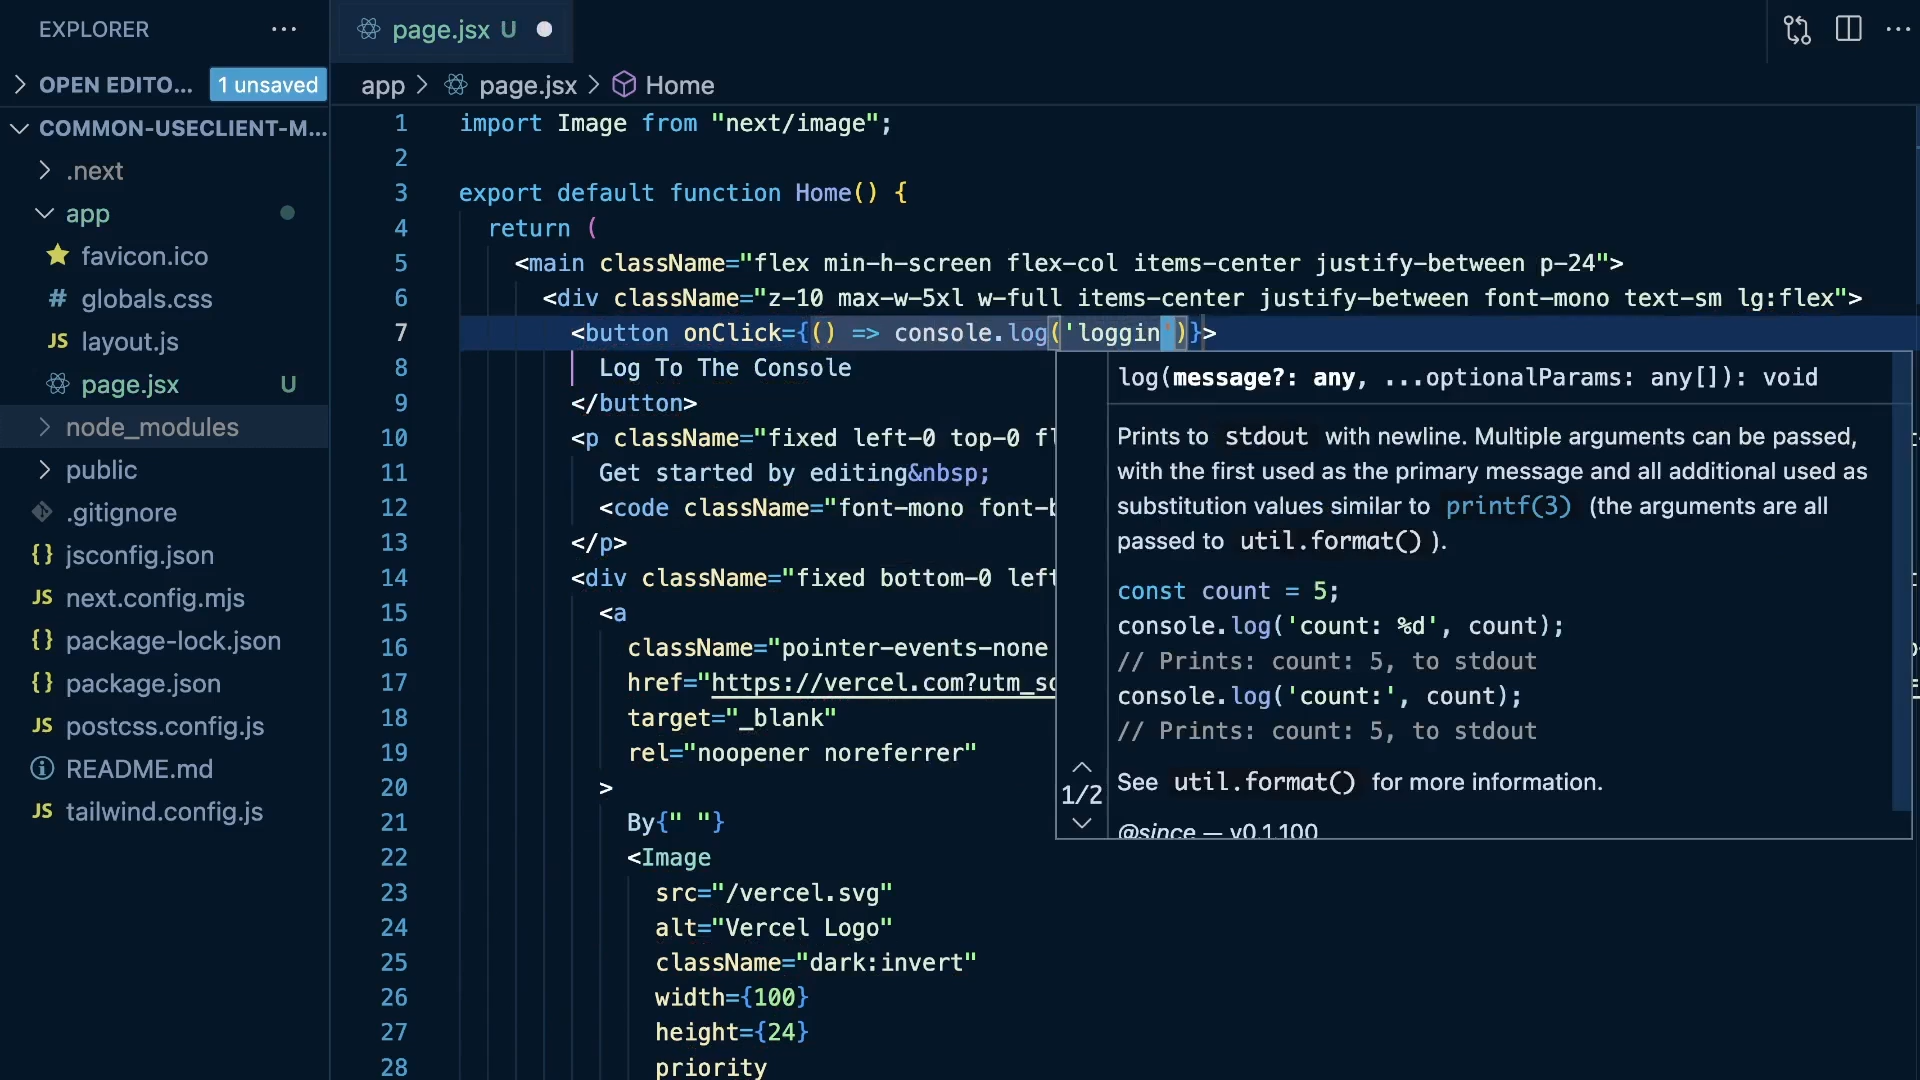 EXPLORER
OPEN EDITO... 1 unsaved
COMMON-USECLIENT-M...
.next
app
favicon.ico
# globals.css
JS layout.js
page.jsx U
node_modules
public
.gitignore
{} jsconfig.json
JS next.config.mjs
{} package-lock.json
{} package.json
JS postcss.config.js
README.md
JS tailwind.config.js
page.jsx U
app > page.jsx > Home
1 import Image from "next/image";
2
3 export default function Home() {
4 return (
5 <main className="flex min-h-screen flex-col items-center justify-between p-24">
6 <div className="z-10 max-w-5xl w-full items-center justify-between font-mono text-sm lg:flex">
7 <button onClick={() => console.log('loggin')}>
8 Log To The Console
9 </button>
10 <p className="fixed left-0 top-0
11 Get started by editing&nbsp;
12 <code className="font-mono
13 </p>
14 <div className="fixed bottom-0
15 <a
16 className="pointer-events-none
17 href="https://vercel.com?
18 target="_blank"
19 rel="noopener noreferrer"
20 >
21 By{" "}
22 <Image
23 src="/vercel.svg"
24 alt="Vercel Logo"
25 className="dark:invert"
26 width={100}
27 height={24}
28 priority
log(message?: any, ...optionalParams: any[]): void
Prints to stdout with newline. Multiple arguments can be passed,
with the first used as the primary message and all additional used as
substitution values similar to printf(3) (the arguments are all
passed to util.format() ).
const count = 5;
console.log('count: %d', count);
// Prints: count: 5, to stdout
console.log('count:', count);
// Prints: count: 5, to stdout
See util.format() for more information.
@since — v0.1.100
1/2